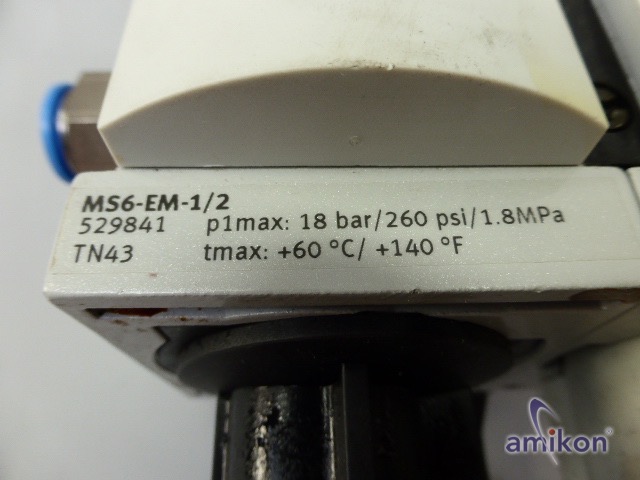 MS6-EM-1/2
529841 p1max: 18 bar/260 psi/1.8MPa
TN43 tmax: +60 °C/ +140 °F
amikon